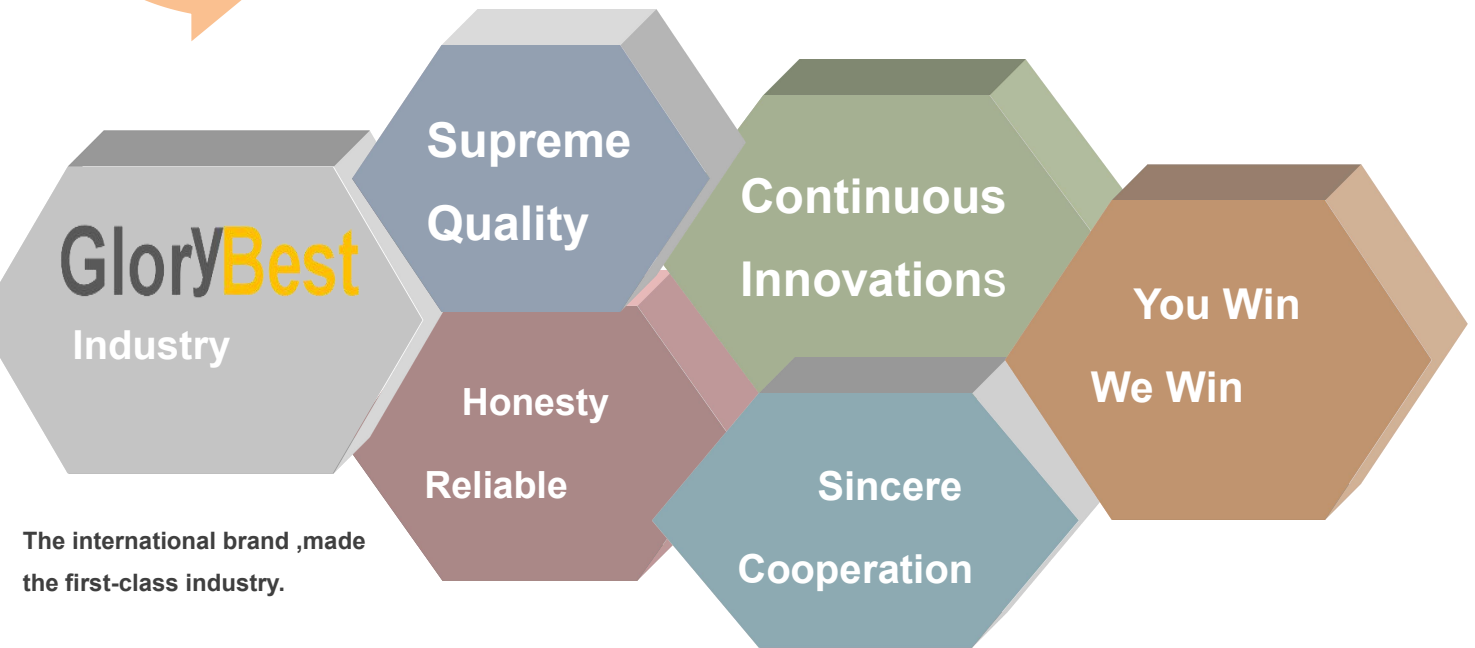 GloryBest
Industry
Supreme
Quality
Continuous
Innovations
You Win
We Win
Honesty
Reliable
Sincere
Cooperation
The international brand ,made
the first-class industry.